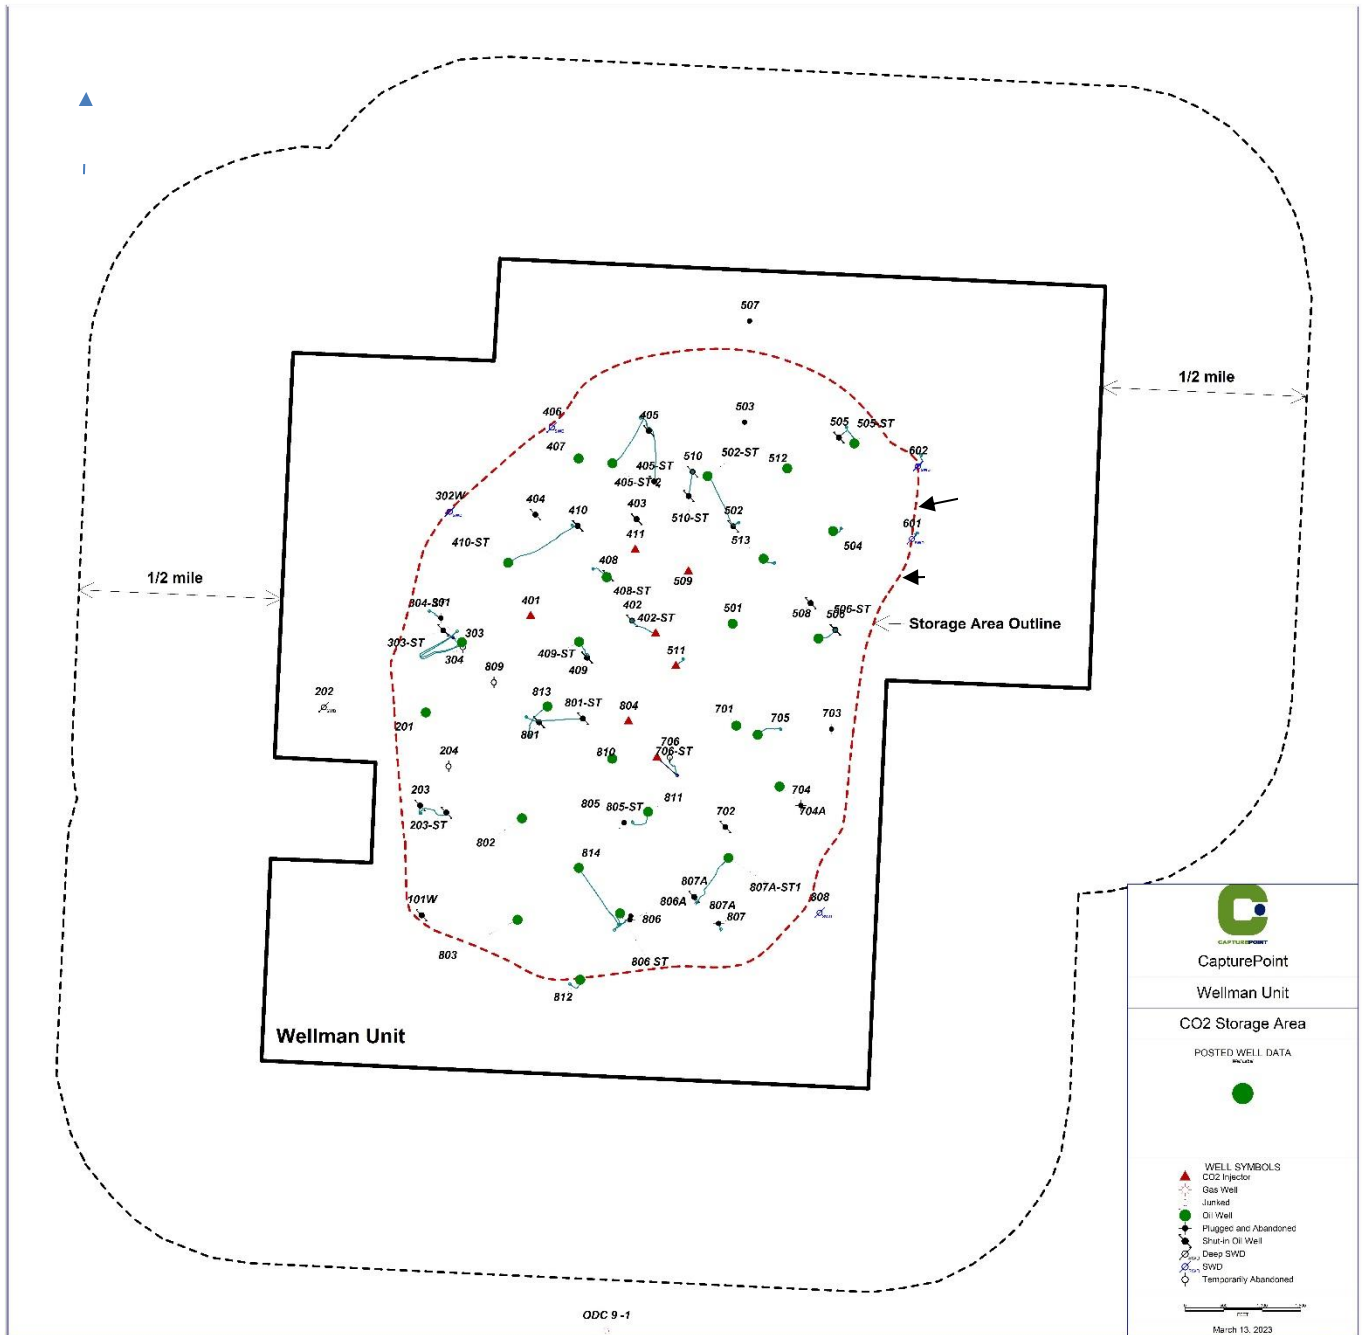 507
1/2 mile
406
405
503
505
505-ST
407
510
502-ST
512
602
405-ST
405-ST 2
302W
404
410
403
510-ST
502
601
411
513
504
410-ST
408
509
1/2 mile
408-ST
401
402
402-ST
501
508
506-ST
506
Storage Area Outline
303
303-ST
304
409-ST
409
511
809
202
813
801-ST
804
701
705
703
201
801
706
706-ST
204
810
203
805
805-ST
811
704
704A
203-ST
702
802
814
807A
807A-ST1
101W
806A
807A
808
806
807
803
806 ST
812
Wellman Unit
CAPTUREPOINT
CapturePoint
Wellman Unit
CO2 Storage Area
POSTED WELL DATA
WELL SYMBOLS
CO2 Injector
Gas Well
Junked
Oil Well
Plugged and Abandoned
Shut-in Oil Well
Deep SWD
SWD
Temporarily Abandoned
FEET
March 13, 2023
ODC 9 -1